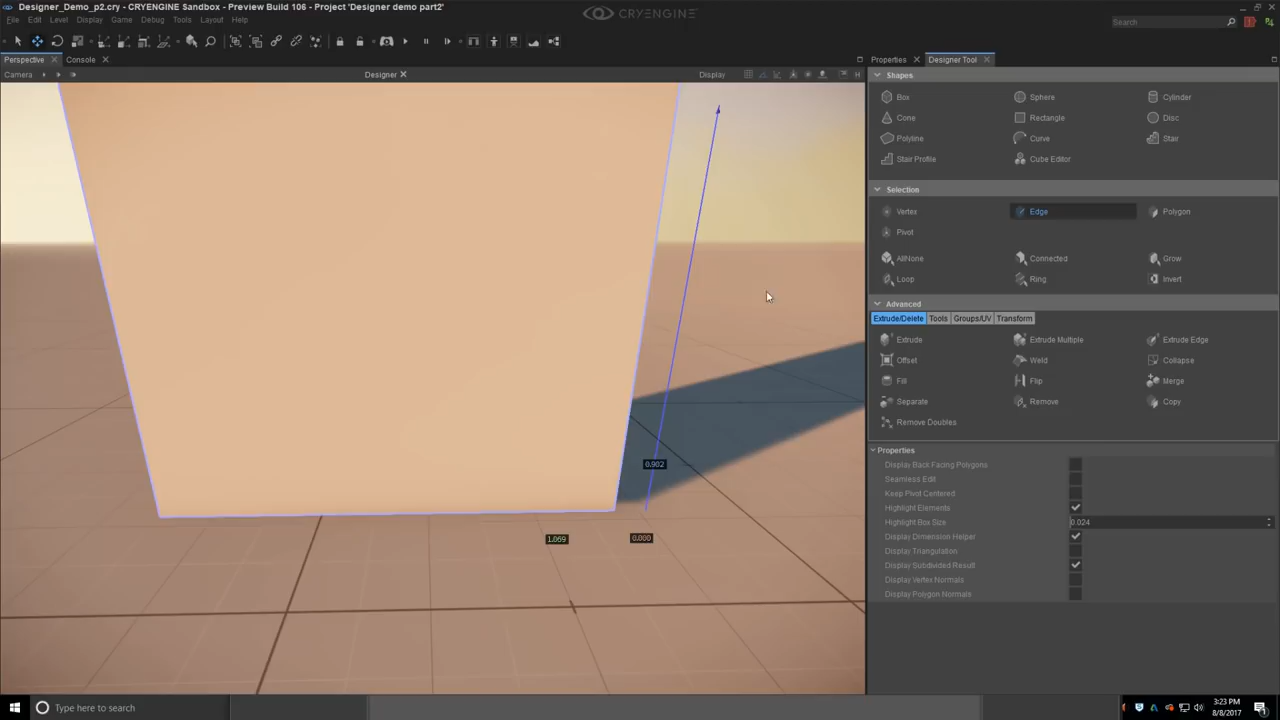 Designer_Demo_p2.cry - CRYENGINE Sandbox - Preview Build 106 - Project 'Designer demo part2'
CRYENGINE
File Edit Level Display Game Debug Tools Layout Help
Search
Perspective Console Properties Designer Tool
Camera Designer Display
Shapes
Box Sphere Cylinder
Cone Rectangle Disc
Polyline Curve Stair
Stair Profile Cube Editor
Selection
Vertex Edge Polygon
Pivot
AllNone Connected Grow
Loop Ring Invert
Advanced
Extrude/Delete Tools Groups/UV Transform
Extrude Extrude Multiple Extrude Edge
Offset Weld Collapse
Fill Flip Merge
Separate Remove Copy
Remove Doubles
Properties
Display Back Facing Polygons
Seamless Edit
Keep Pivot Centered
Highlight Elements
Highlight Box Size 0.024
Display Dimension Helper
Display Triangulation
Display Subdivided Result
Display Vertex Normals
Display Polygon Normals
0.902
1.059 0.000
Type here to search
3:23 PM
8/8/2017